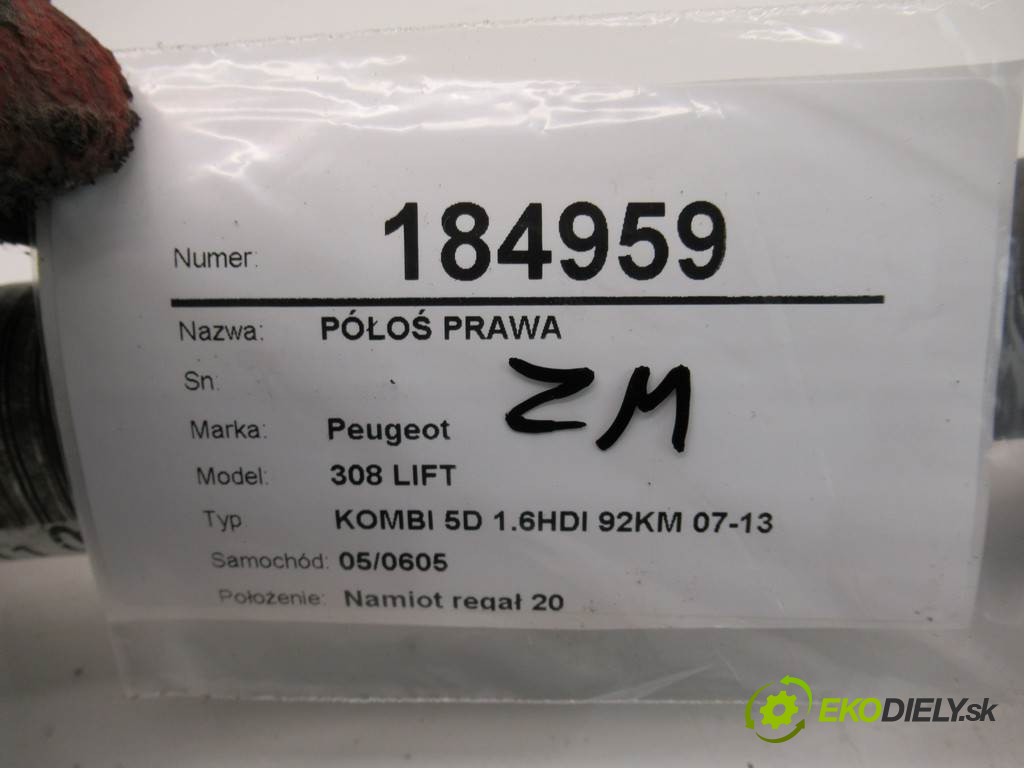 Numer: 184959
Nazwa: PÓŁOŚ PRAWA
Sn:
ZM
Marka: Peugeot
Model: 308 LIFT
Typ KOMBI 5D 1.6HDI 92KM 07-13
Samochód: 05/0605
Położenie: Namiot regał 20
EKODIELY.sk